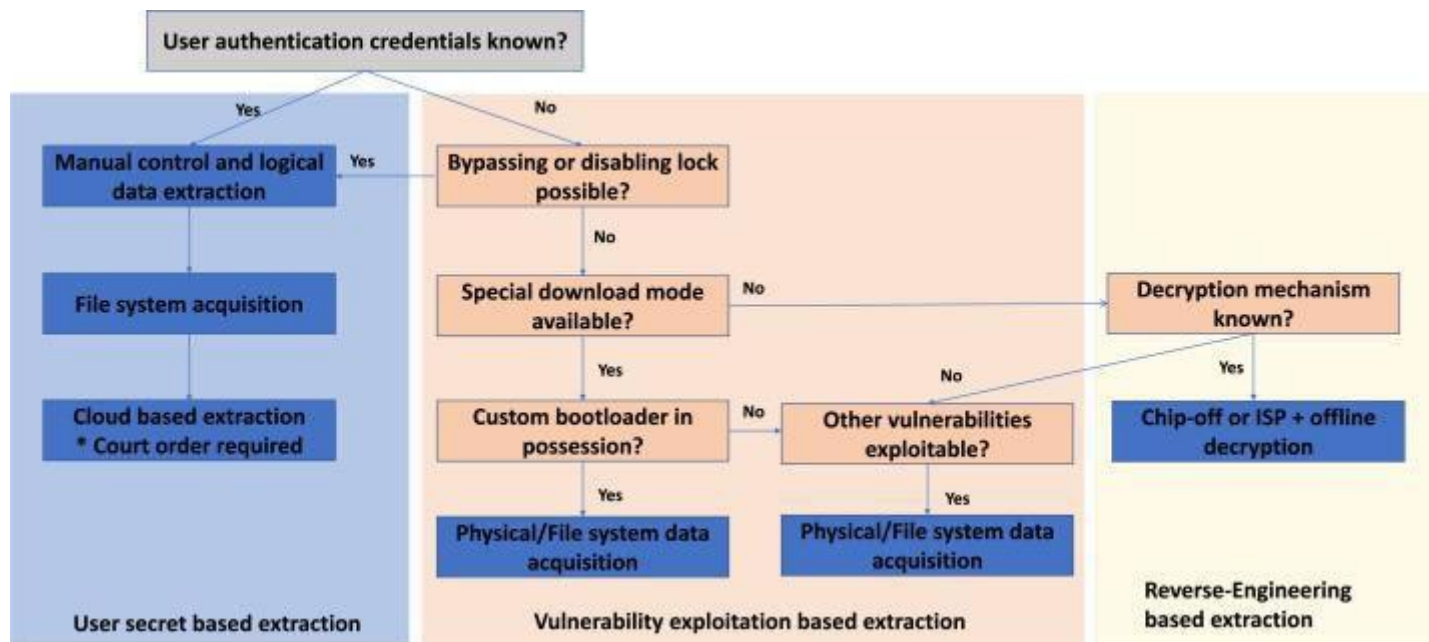 User authentication credentials known?
Yes
No
Manual control and logical
data extraction
Yes
Bypassing or disabling lock
possible?
No
File system acquisition
Special download mode
available?
No
Decryption mechanism
known?
Yes
No
Yes
Cloud based extraction
* Court order required
Custom bootloader in
possession?
No
Other vulnerabilities
exploitable?
Chip-off or ISP + offline
decryption
Yes
Yes
Physical/File system data
acquisition
Physical/File system data
acquisition
User secret based extraction
Vulnerability exploitation based extraction
Reverse-Engineering
based extraction